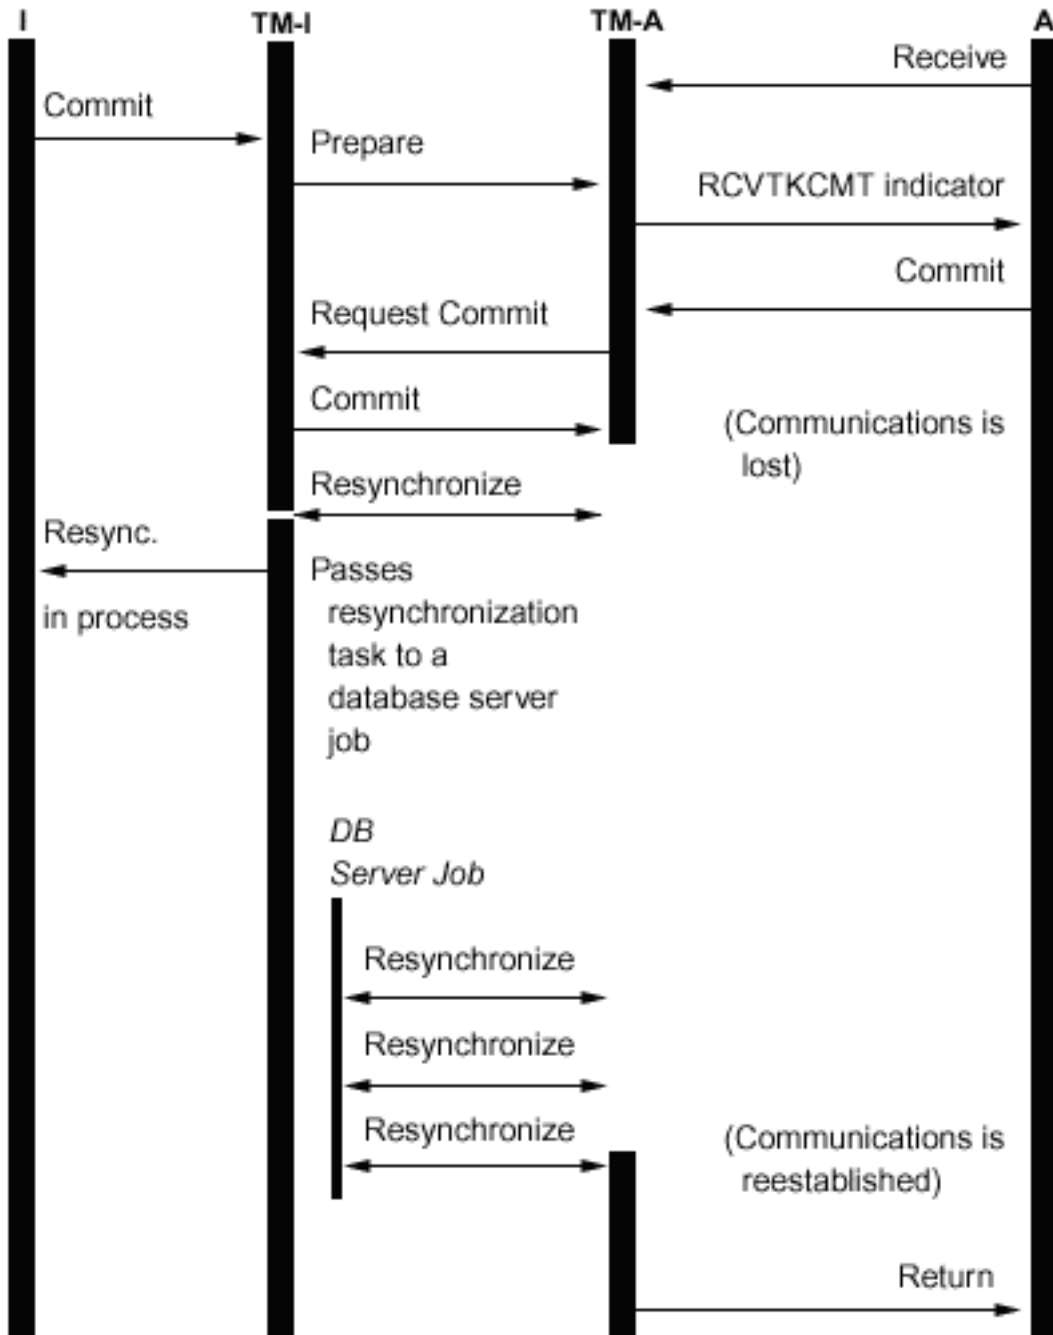 I
TM-I
TM-A
A
Receive
Commit
Prepare
RCVTKCMT indicator
Commit
Request Commit
Commit
(Communications is
lost)
Resynchronize
Resync.
in process
Passes
resynchronization
task to a
database server
job
DB
Server Job
Resynchronize
Resynchronize
Resynchronize
(Communications is
reestablished)
Return